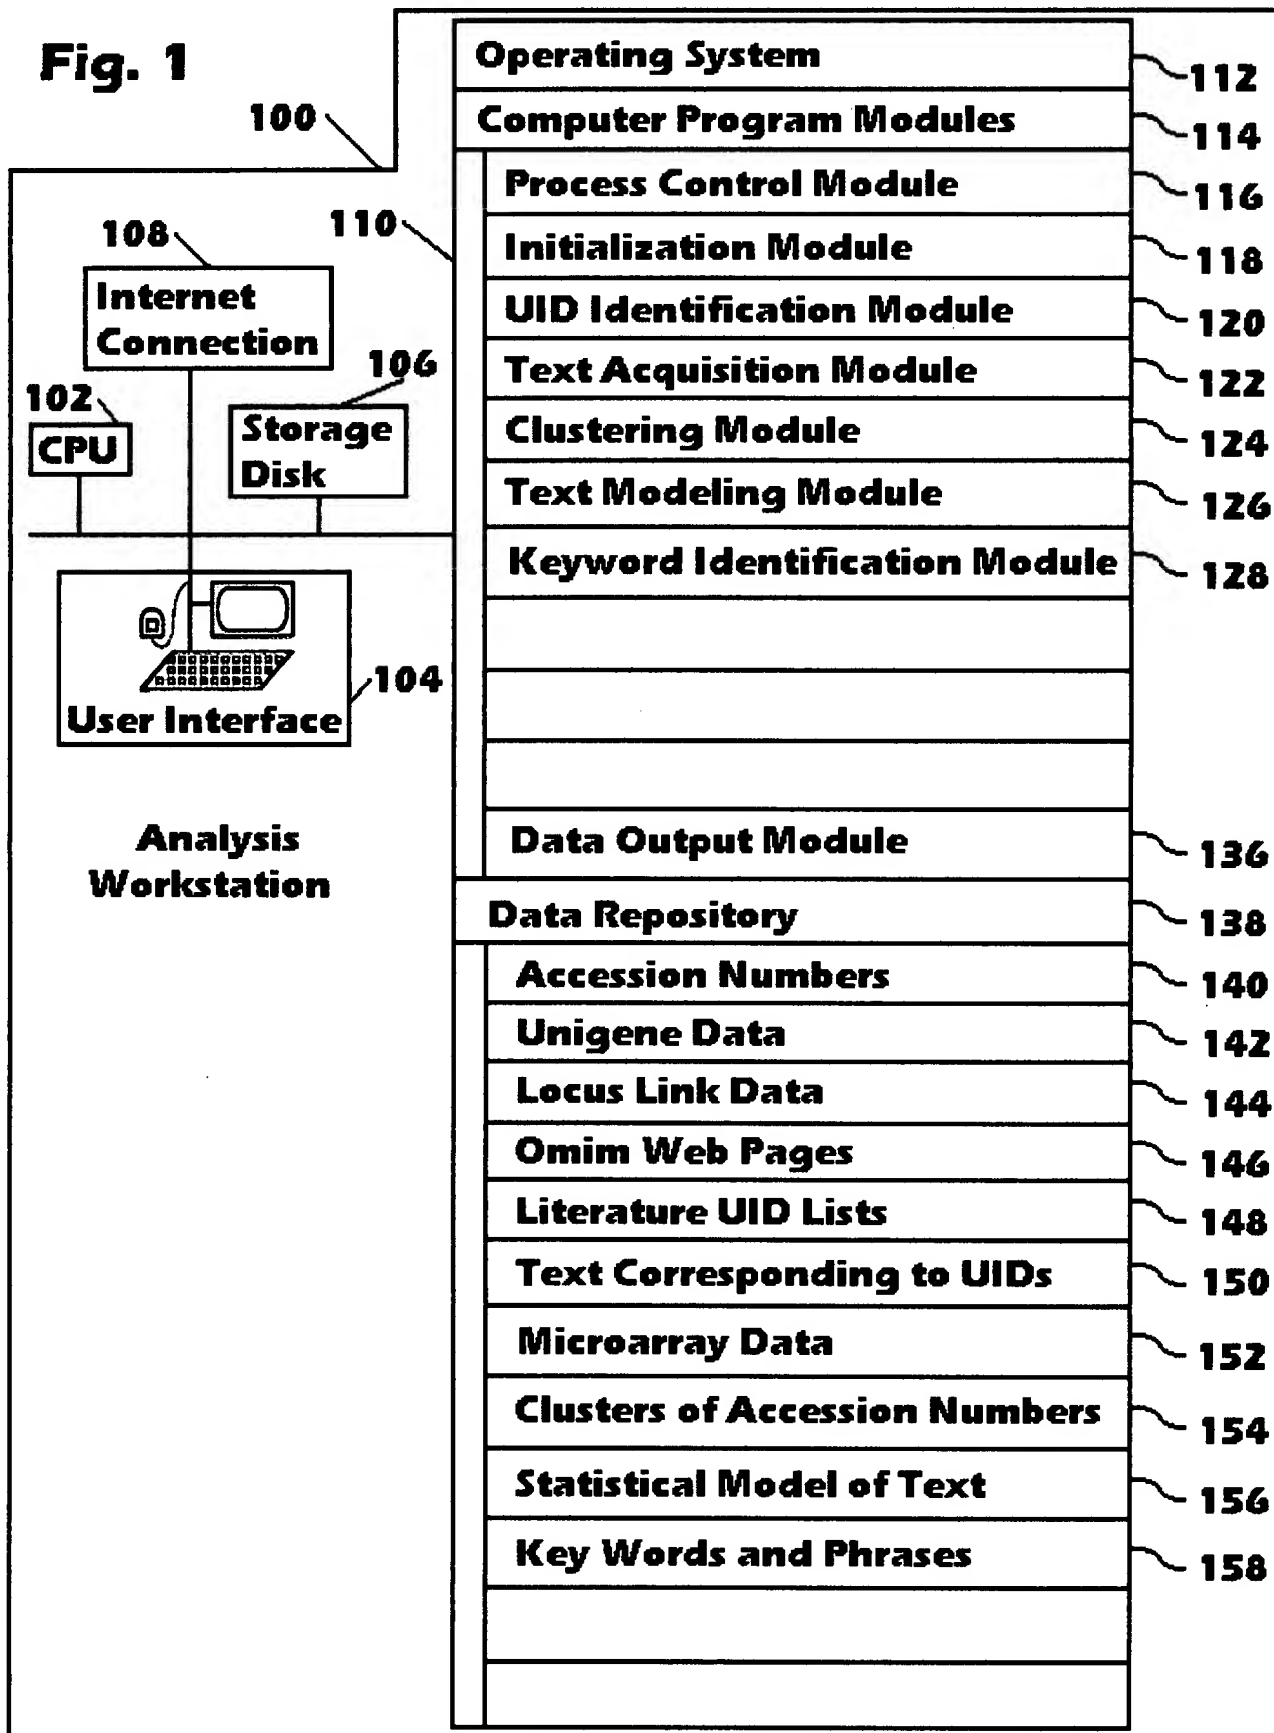 Fig. 1
100
108
Internet
Connection
102
CPU
106
Storage
Disk
104
User Interface
Analysis
Workstation
110
Operating System 112
Computer Program Modules 114
Process Control Module 116
Initialization Module 118
UID Identification Module 120
Text Acquisition Module 122
Clustering Module 124
Text Modeling Module 126
Keyword Identification Module 128
Data Output Module 136
Data Repository 138
Accession Numbers 140
Unigene Data 142
Locus Link Data 144
Omim Web Pages 146
Literature UID Lists 148
Text Corresponding to UIDs 150
Microarray Data 152
Clusters of Accession Numbers 154
Statistical Model of Text 156
Key Words and Phrases 158